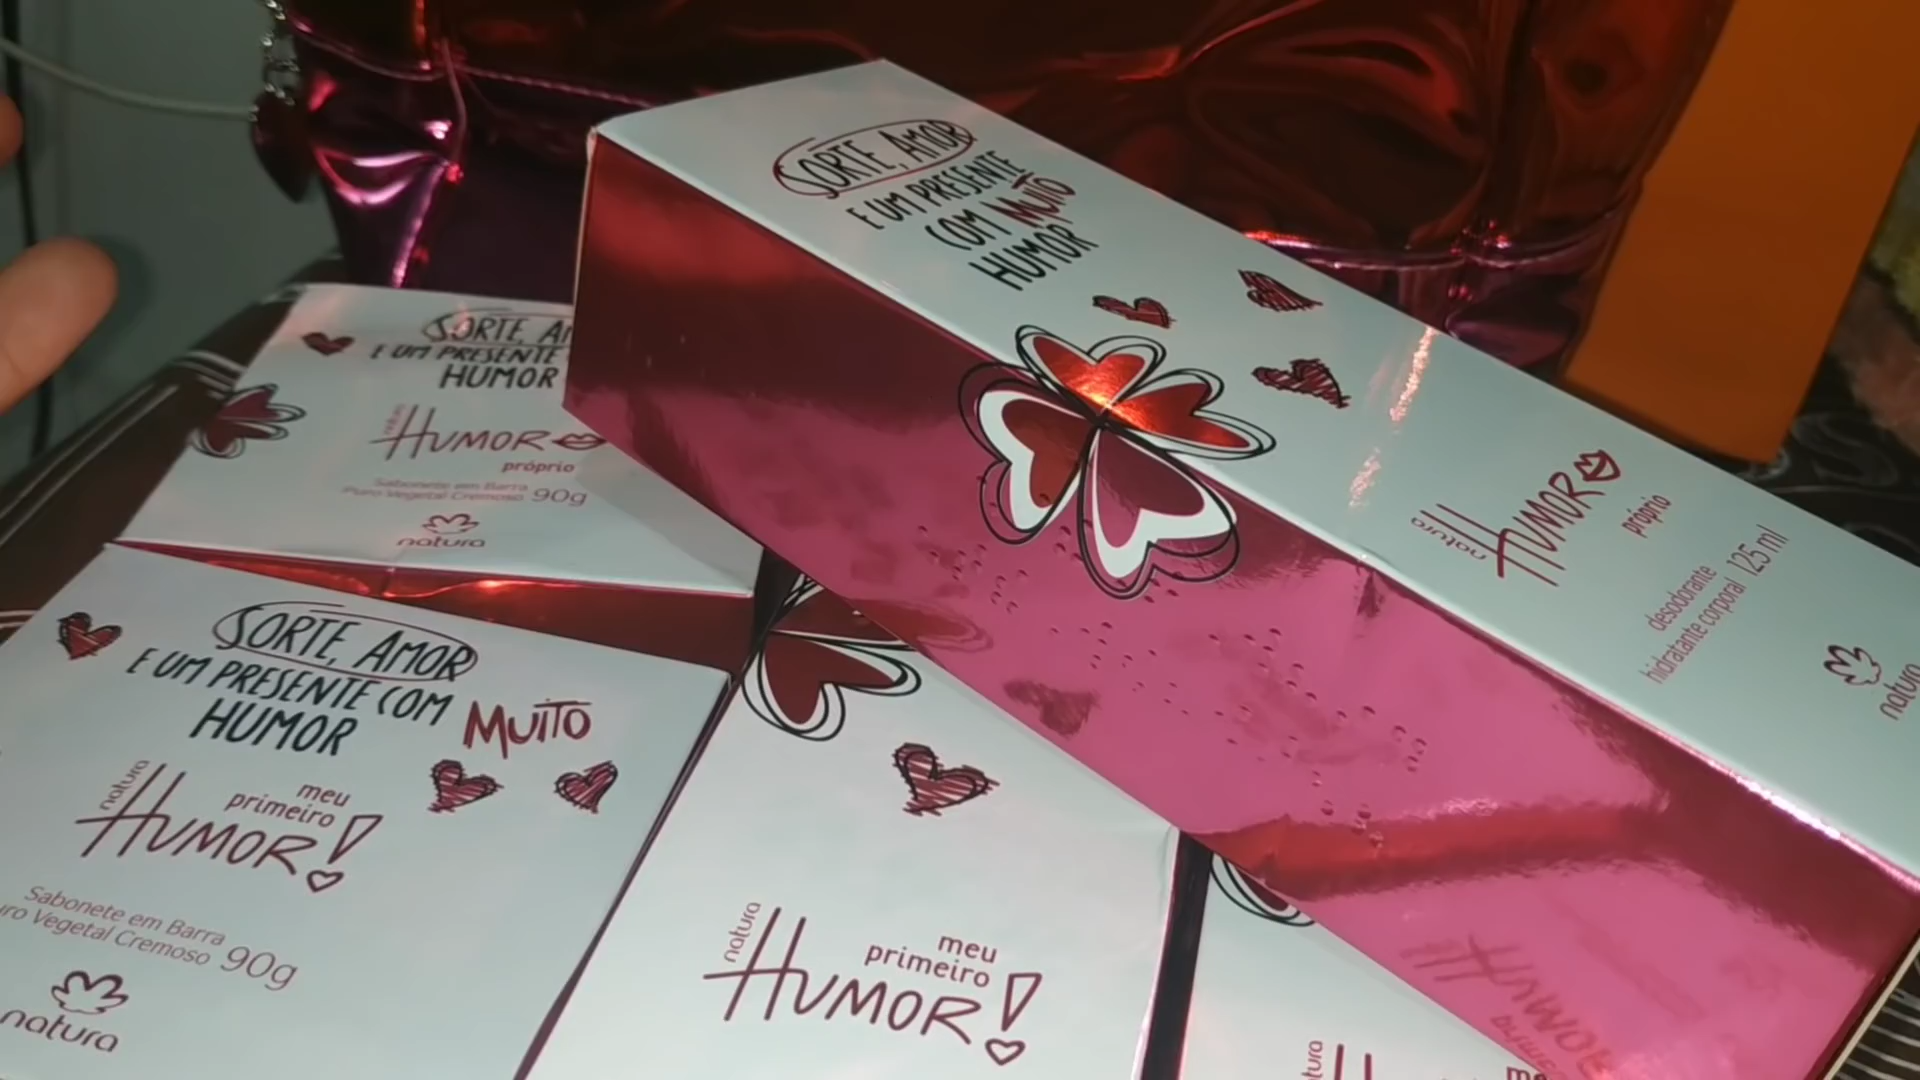 SORTE, AMOR
E UM PRESENTE
COM MUITO
HUMOR
natura
HUMOR
próprio
desodorante
hidratante corporal 125 ml
natura
SORTE,
E UM PRESENTE
HUMOR
natura
HUMOR
próprio
Sabonete em Barra
Puro Vegetal Cremoso 90g
natura
SORTE, AMOR
E UM PRESENTE COM MUITO
HUMOR
natura
meu
primeiro
HUMOR!
Sabonete em Barra
Vegetal Cremoso 90g
natura
natura
meu
primeiro
HUMOR!
HUMOR